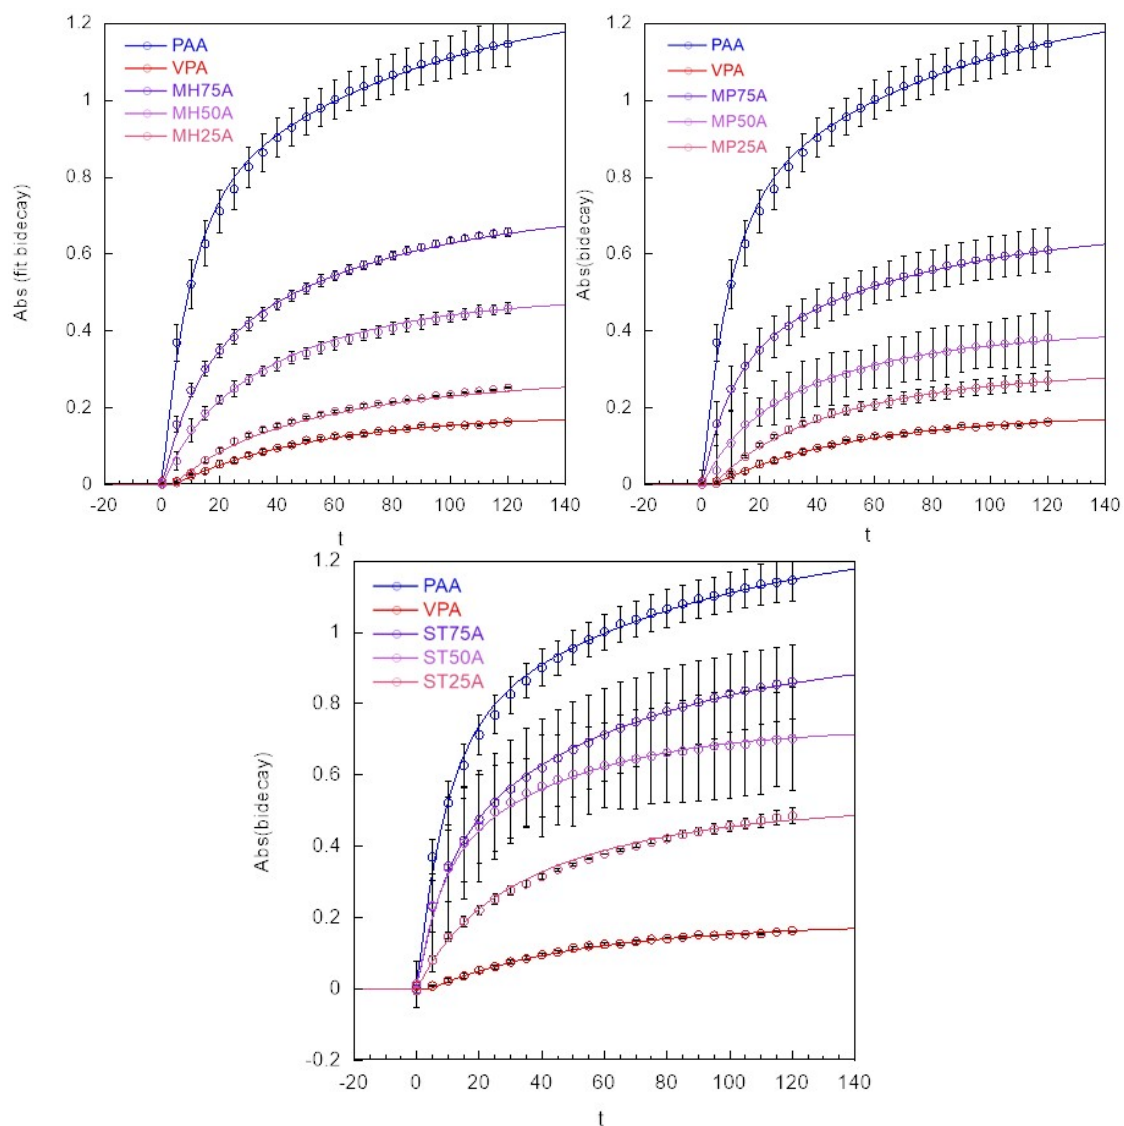 1.2
1
0.8
0.6
0.4
0.2
0
-20 0 20 40 60 80 100 120 140
Abs (fit bidecay)
t
PAA
VPA
MH75A
MH50A
MH25A
1.2
1
0.8
0.6
0.4
0.2
0
-20 0 20 40 60 80 100 120 140
Abs(bidecay)
t
PAA
VPA
MP75A
MP50A
MP25A
1.2
1
0.8
0.6
0.4
0.2
0
-0.2
-20 0 20 40 60 80 100 120 140
Abs(bidecay)
t
PAA
VPA
ST75A
ST50A
ST25A